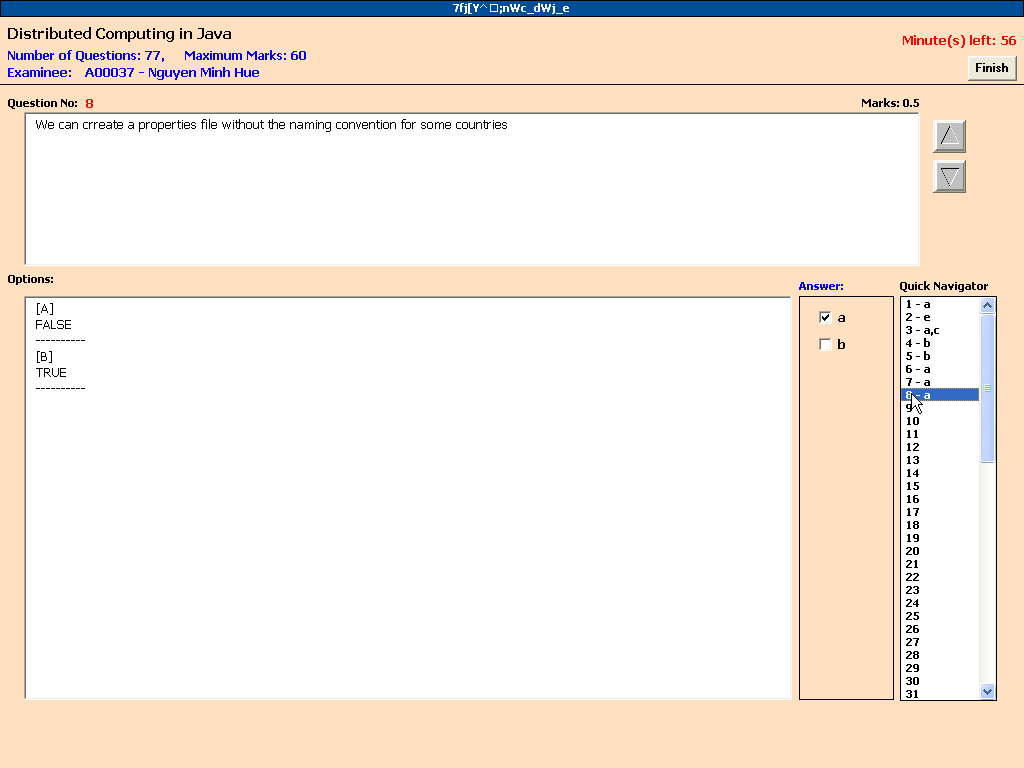 7fj[Y^ □;nWc_dWj_e
Distributed Computing in Java
Number of Questions: 77, Maximum Marks: 60
Examinee: A00037 - Nguyen Minh Hue
Minute(s) left: 56
Finish
Question No: 8
Marks: 0.5
We can crreate a properties file without the naming convention for some countries
Options:
[A]
FALSE
----------
[B]
TRUE
----------
Answer:
a
b
Quick Navigator
1 - a
2 - e
3 - a,c
4 - b
5 - b
6 - a
7 - a
8 - a
9
10
11
12
13
14
15
16
17
18
19
20
21
22
23
24
25
26
27
28
29
30
31